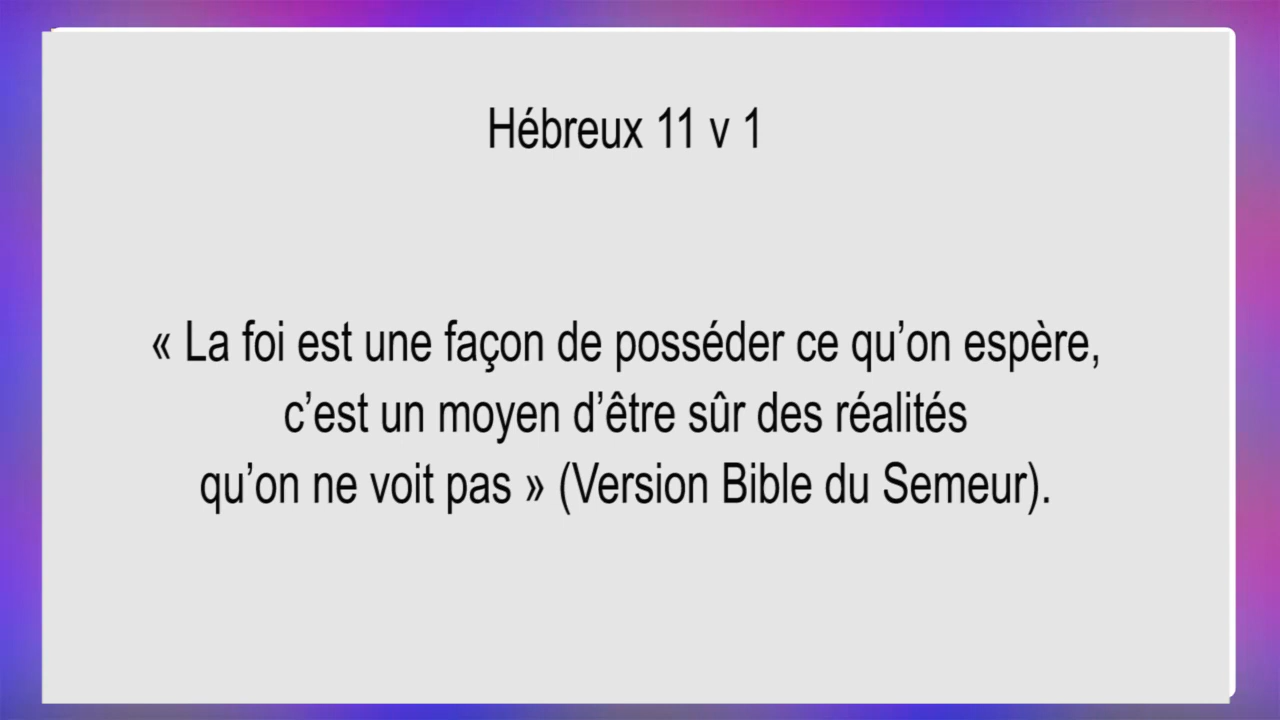 Hébreux 11 v 1
« La foi est une façon de posséder ce qu’on espère,
c’est un moyen d’être sûr des réalités
qu’on ne voit pas » (Version Bible du Semeur).